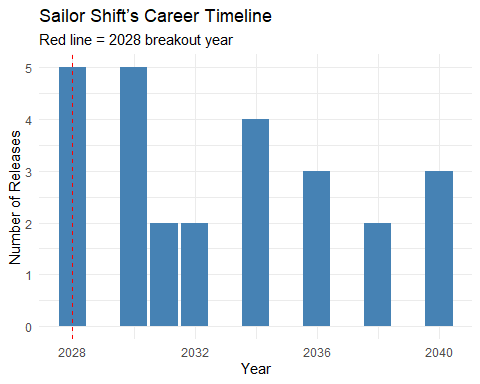 Sailor Shift's Career Timeline
Red line = 2028 breakout year
Number of Releases
5
4
3
2
1
0
2028 2032 2036 2040
Year